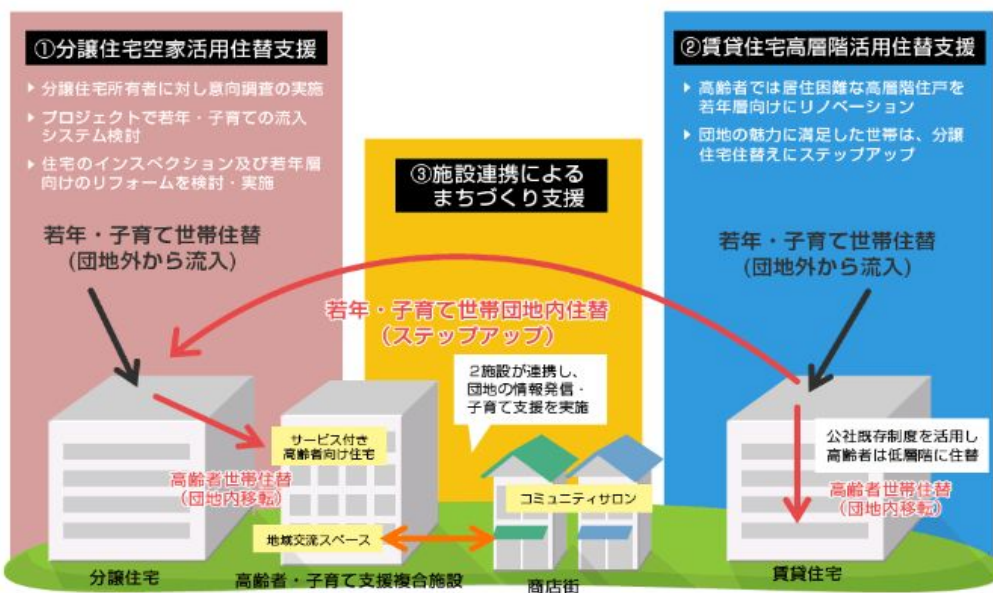 ①分譲住宅空家活用住替支援
▶ 分譲住宅所有者に対し意向調査の実施
▶ プロジェクトで若年・子育ての流入
システム検討
▶ 住宅のインスペクション及び若年層
向けのリフォームを検討・実施
若年・子育て世帯住替
(団地外から流入)
③施設連携による
まちづくり支援
②賃貸住宅高層階活用住替支援
▶ 高齢者では居住困難な高層階住戸を
若年層向けにリノベーション
▶ 団地の魅力に満足した世帯は、分譲
住宅住替えにステップアップ
若年・子育て世帯住替
(団地外から流入)
若年・子育て世帯団地内住替
(ステップアップ)
2施設が連携し、
団地の情報発信・
子育て支援を実施
サービス付き
高齢者向け住宅
高齢者世帯住替
(団地内移転)
地域交流スペース
コミュニティサロン
公社既存制度を活用し
高齢者は低層階に住替
高齢者世帯住替
(団地内移転)
分譲住宅
高齢者・子育て支援複合施設
商店街
賃貸住宅